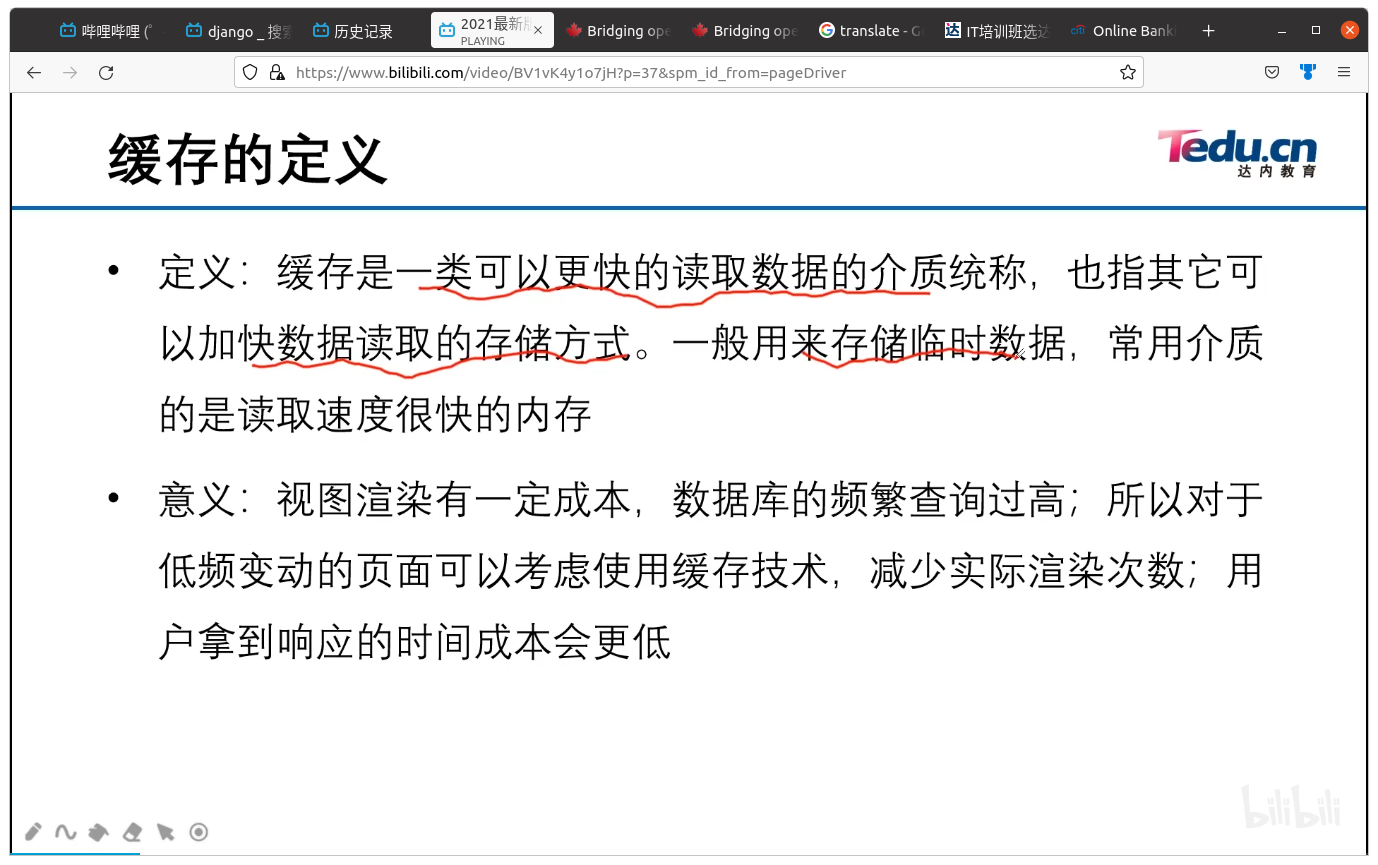 哔哩哔哩 (゜
django _ 搜索
历史记录
2021最新版
PLAYING
Bridging ope
Bridging ope
translate - G
IT培训班选达
Online Bank
https://www.bilibili.com/video/BV1vK4y1o7jH?p=37&spm_id_from=pageDriver
缓存的定义
Tedu.cn
达内教育
• 定义：缓存是一类可以更快的读取数据的介质统称，也指其它可
以加快数据读取的存储方式。一般用来存储临时数据，常用介质
的是读取速度很快的内存
• 意义：视图渲染有一定成本，数据库的频繁查询过高；所以对于
低频变动的页面可以考虑使用缓存技术，减少实际渲染次数；用
户拿到响应的时间成本会更低
bilibili